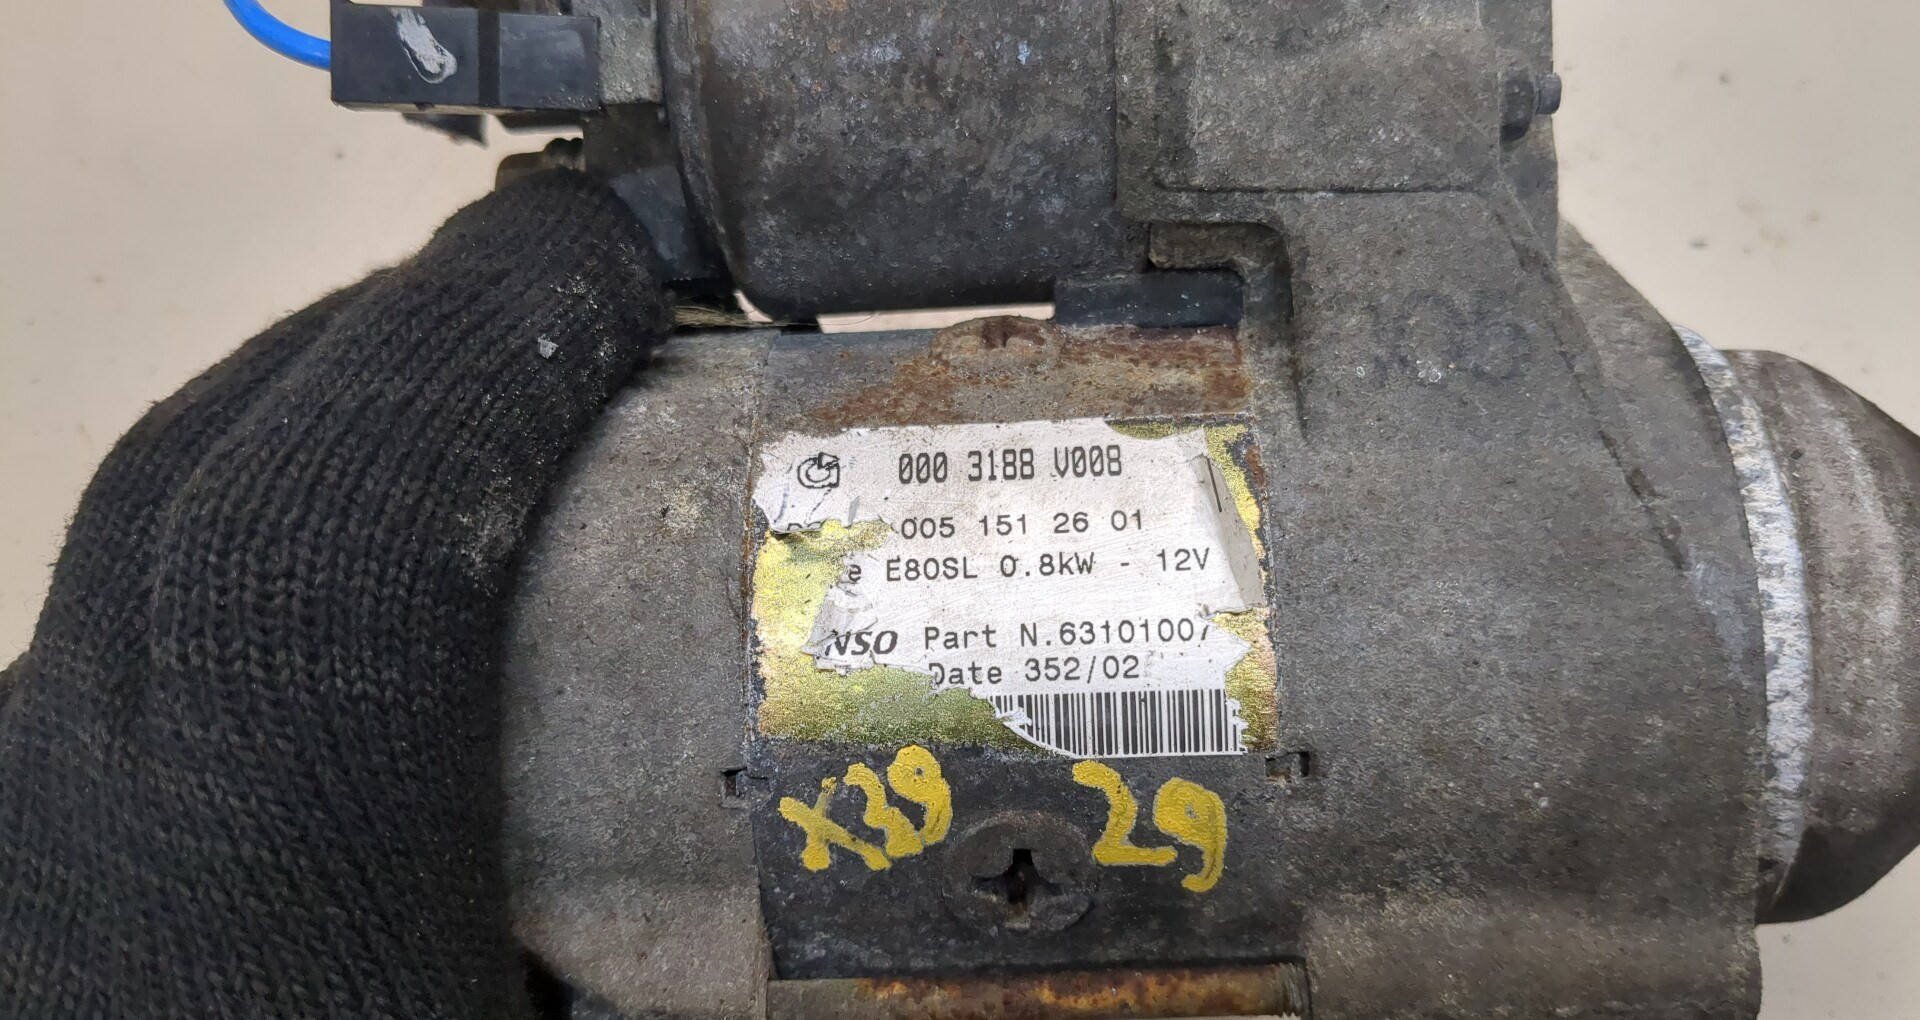 000 3188 V008
005 151 26 01
e E80SL 0.8kW - 12V
NSO Part N.63101007
Date 352/02
X39 29